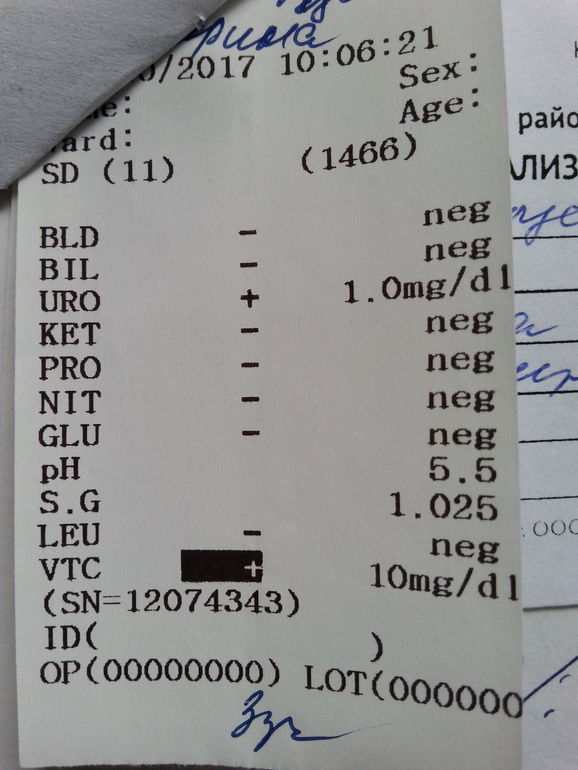 /2017 10:06:21
Sex:
Age:
SD (11) (1466)
BLD - neg
BIL - neg
URO + 1.0mg/dl
KET - neg
PRO - neg
NIT - neg
GLU - neg
pH 5.5
S.G 1.025
LEU - neg
VTC + 10mg/dl
(SN=12074343)
ID( )
OP(00000000) LOT(000000
райо
ЛИЗ